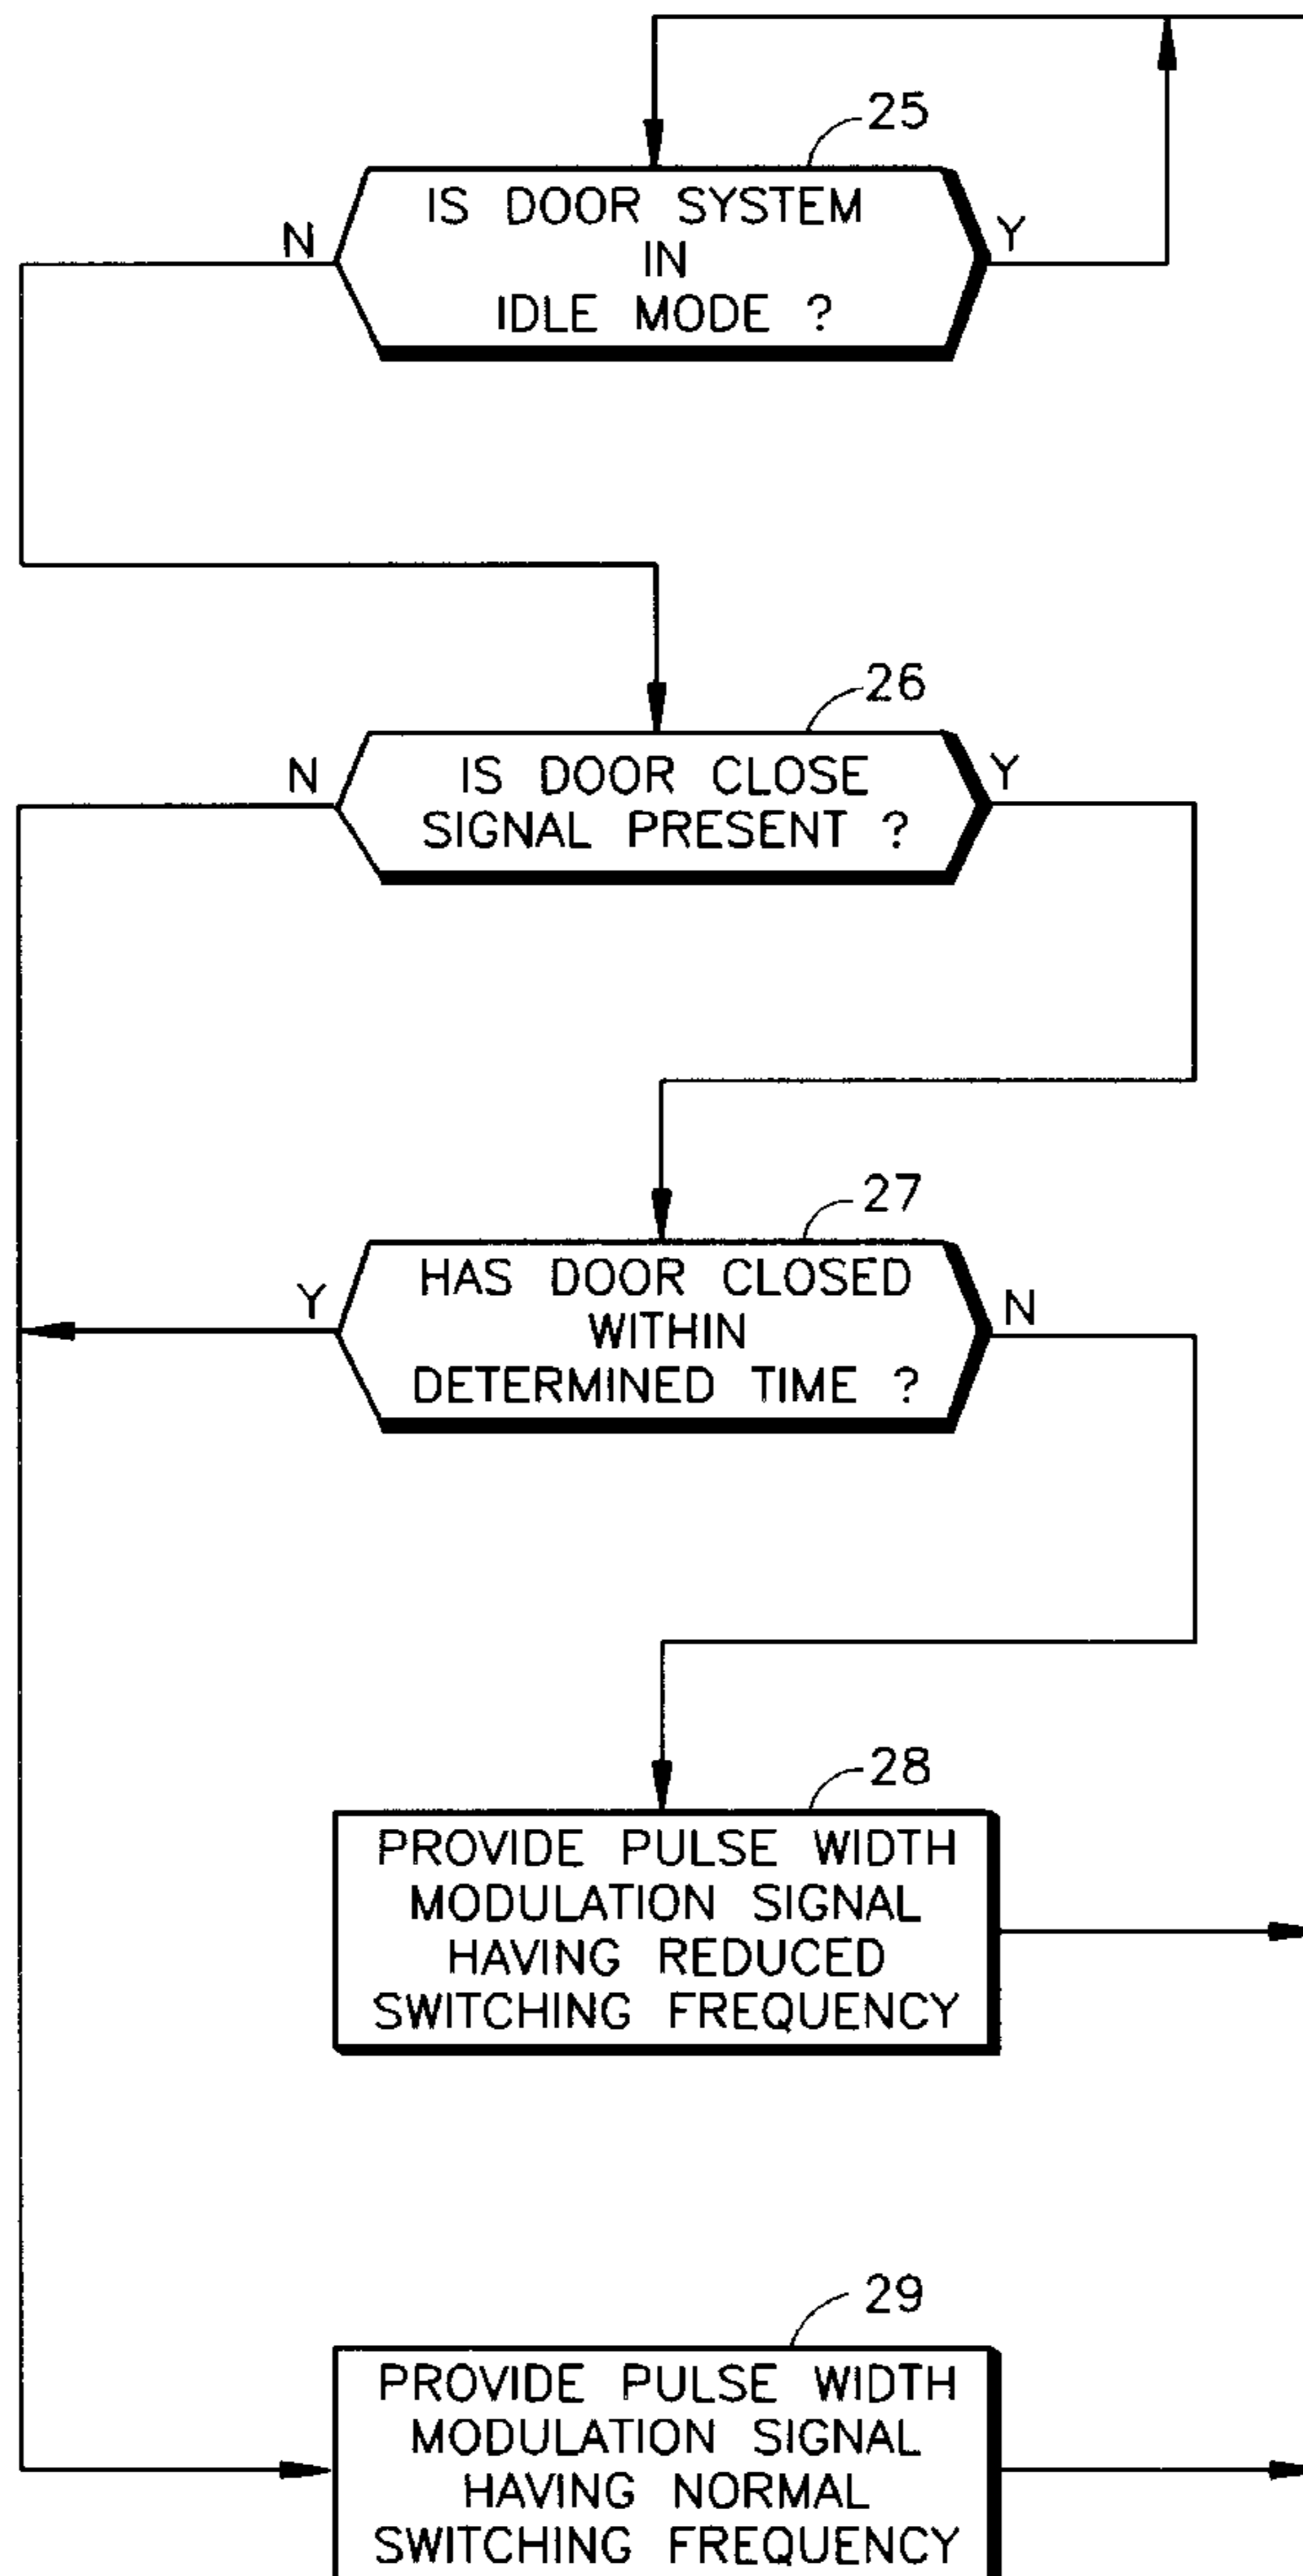 25
IS DOOR SYSTEM
IN
IDLE MODE ?
N
Y
26
IS DOOR CLOSE
SIGNAL PRESENT ?
N
Y
27
HAS DOOR CLOSED
WITHIN
DETERMINED TIME ?
Y
N
28
PROVIDE PULSE WIDTH
MODULATION SIGNAL
HAVING REDUCED
SWITCHING FREQUENCY
29
PROVIDE PULSE WIDTH
MODULATION SIGNAL
HAVING NORMAL
SWITCHING FREQUENCY